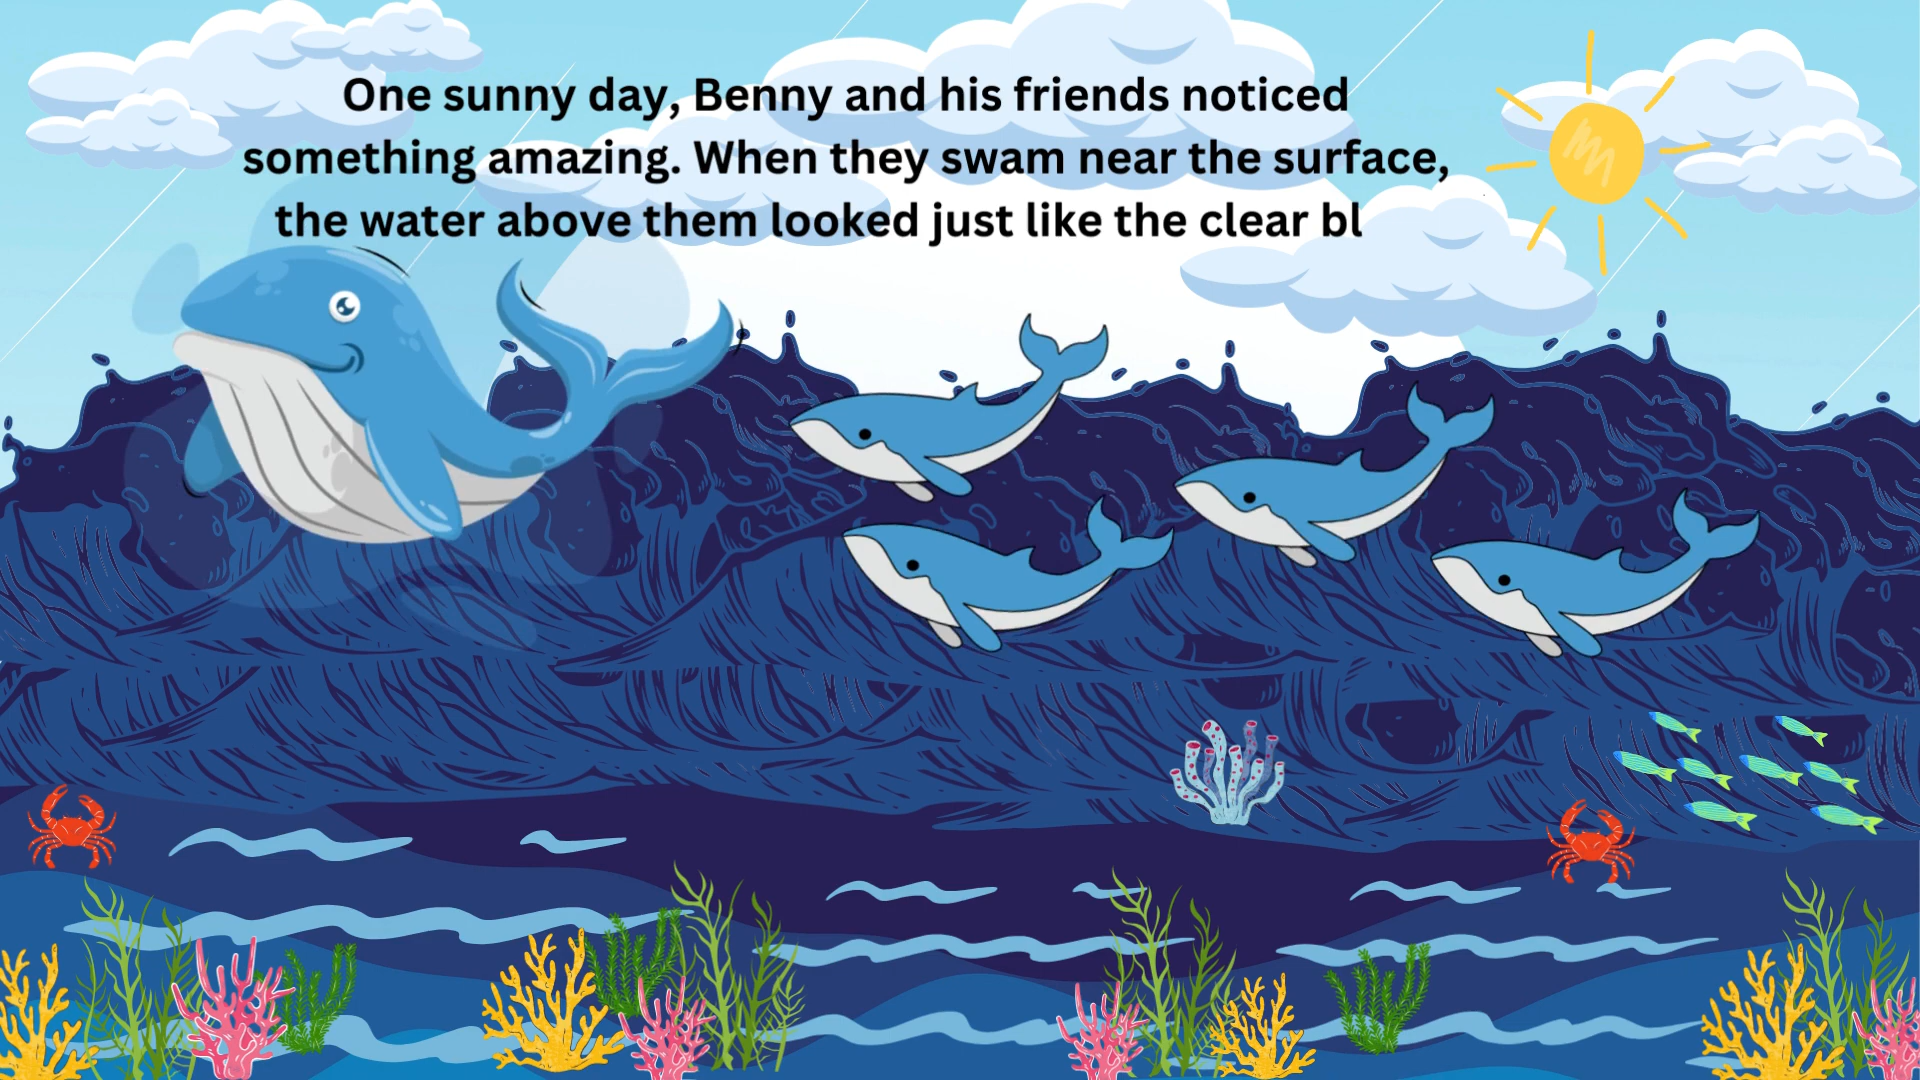 One sunny day, Benny and his friends noticed
something amazing. When they swam near the surface,
the water above them looked just like the clear bl